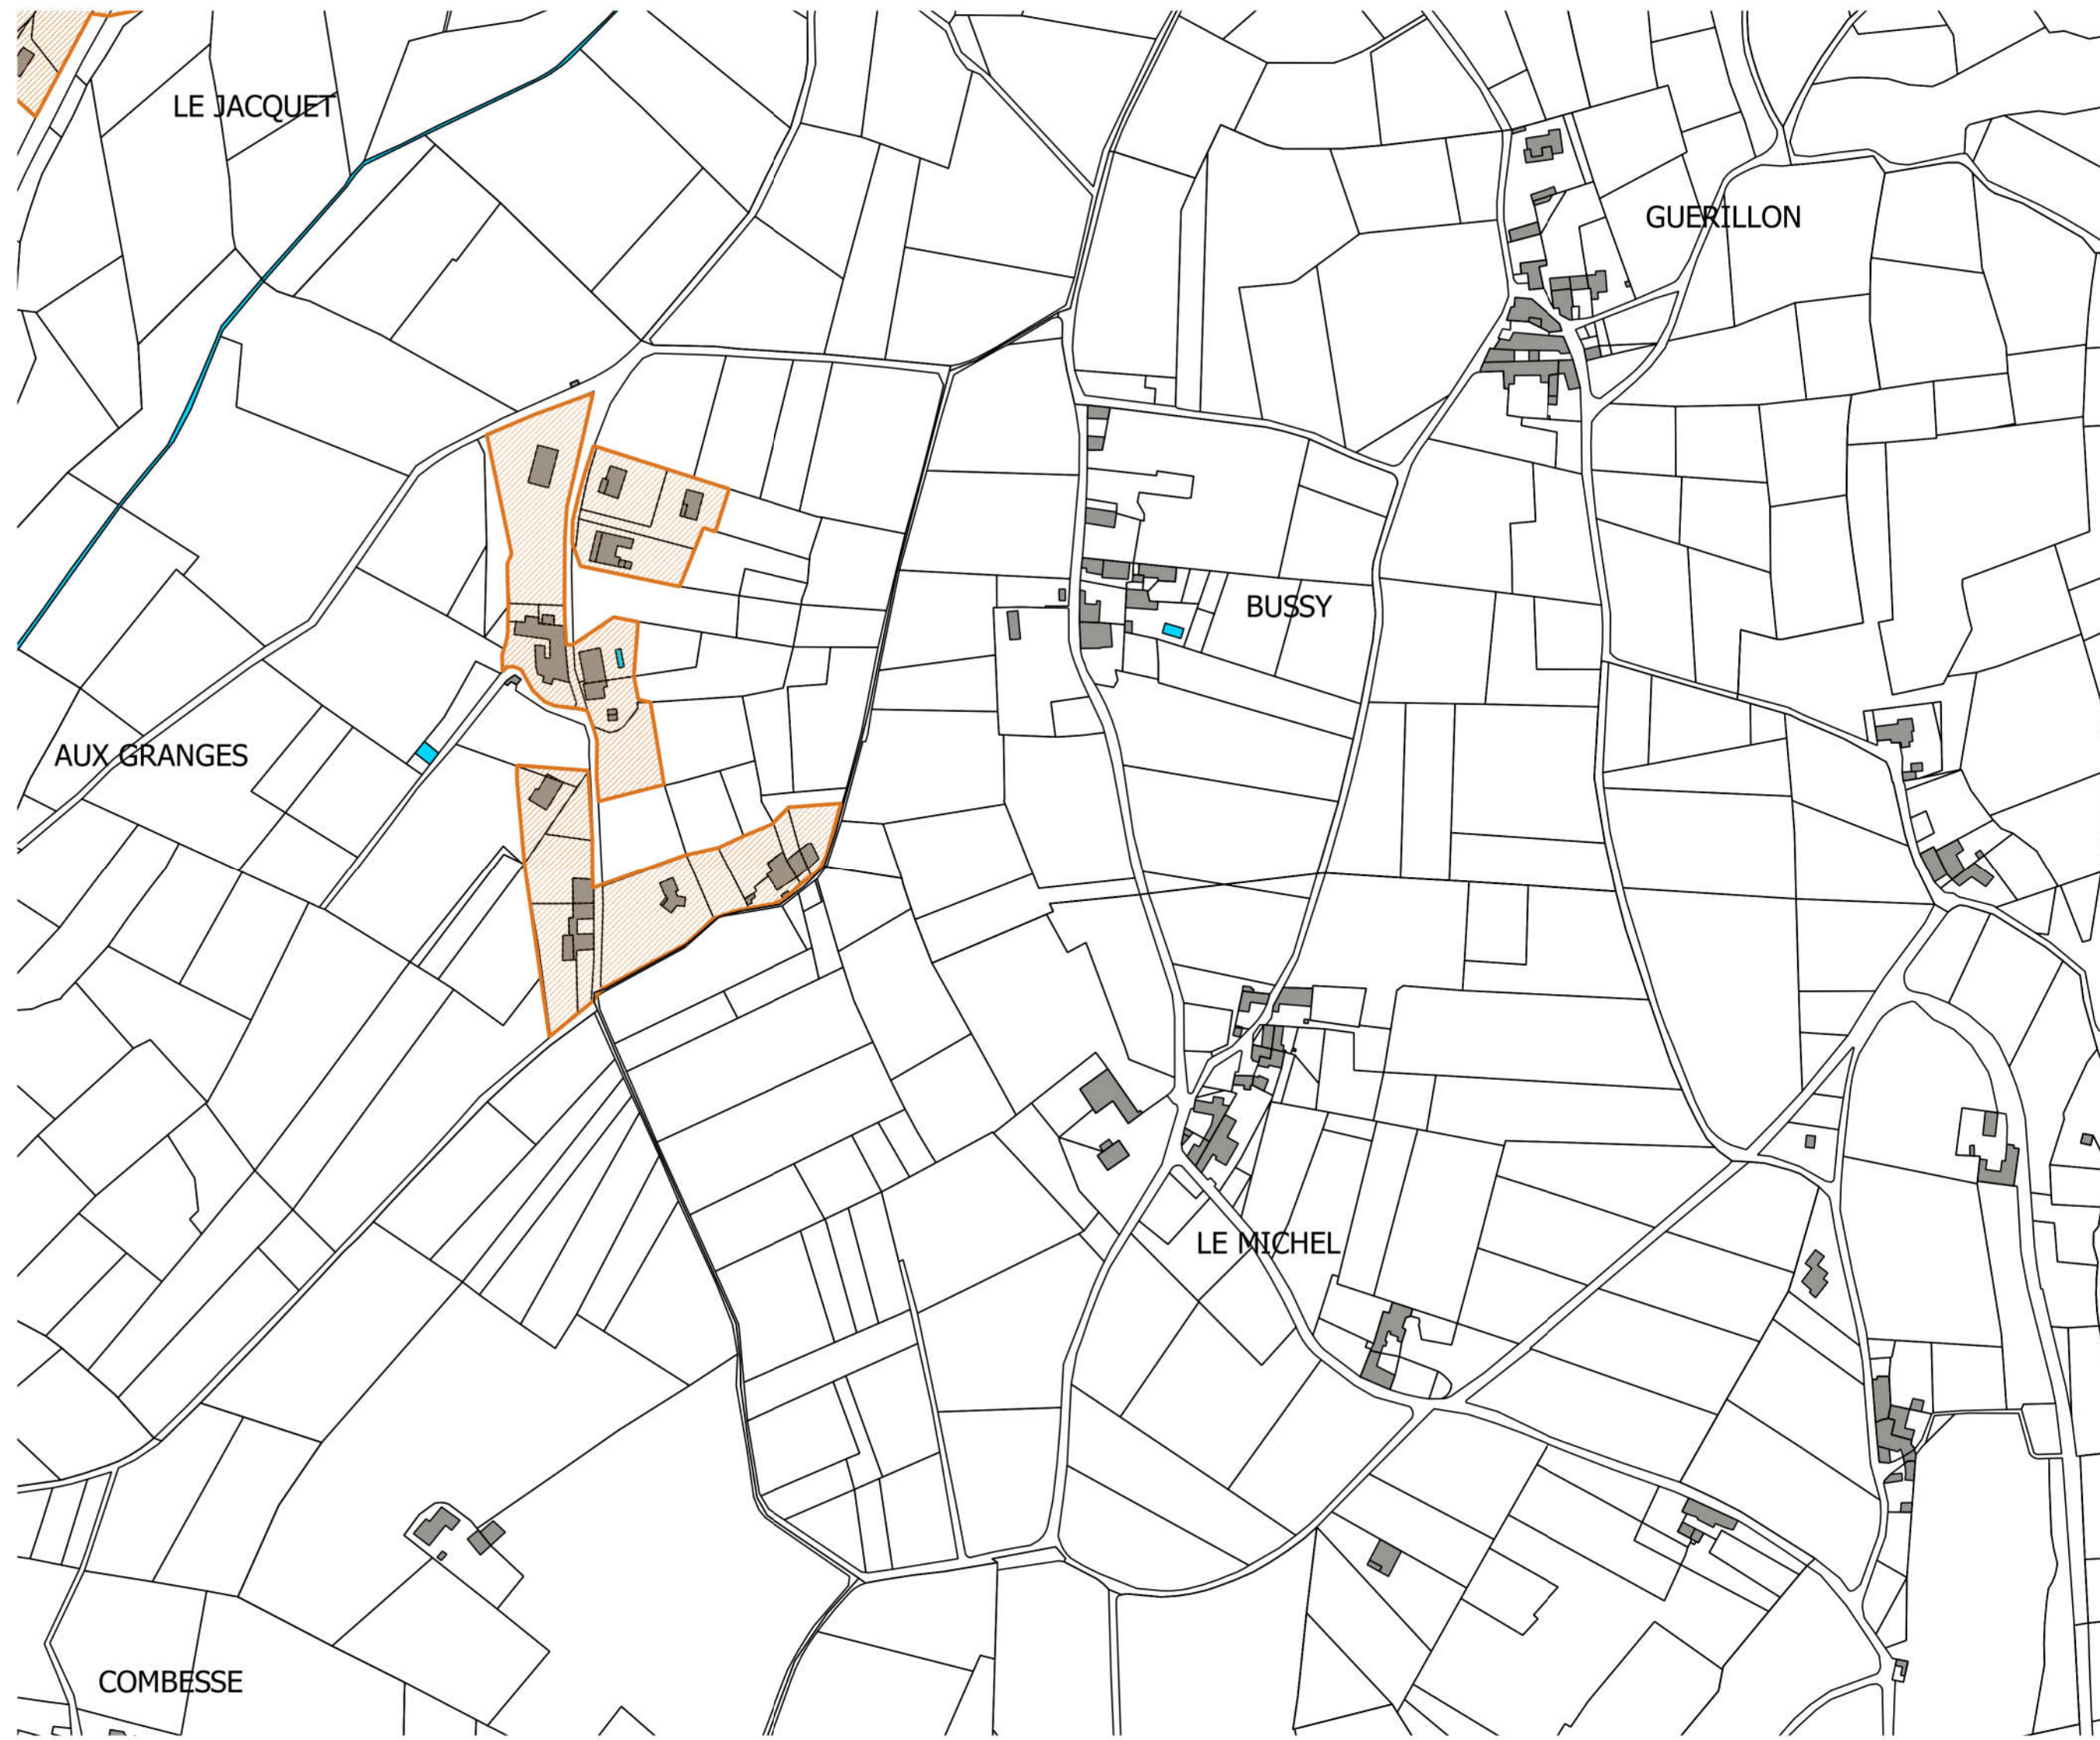 LE JACQUET
GUERILLON
BUSSY
AUX GRANGES
LE MICHEL
COMBESSE